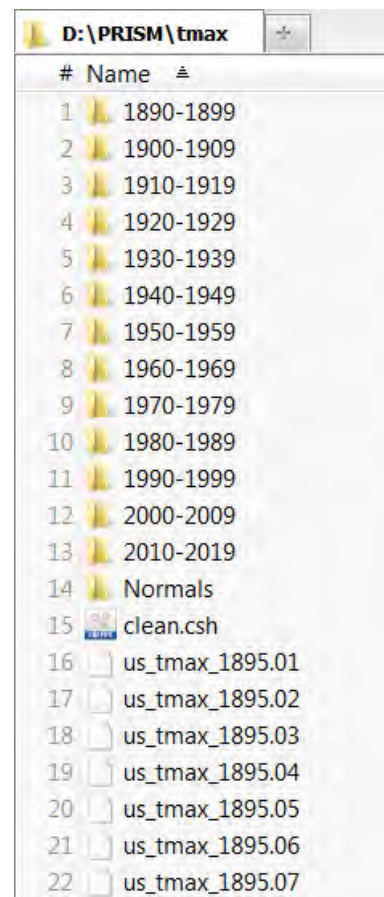 D:\PRISM\tmax
# Name
1 1890-1899
2 1900-1909
3 1910-1919
4 1920-1929
5 1930-1939
6 1940-1949
7 1950-1959
8 1960-1969
9 1970-1979
10 1980-1989
11 1990-1999
12 2000-2009
13 2010-2019
14 Normals
15 clean.csh
16 us_tmax_1895.01
17 us_tmax_1895.02
18 us_tmax_1895.03
19 us_tmax_1895.04
20 us_tmax_1895.05
21 us_tmax_1895.06
22 us_tmax_1895.07